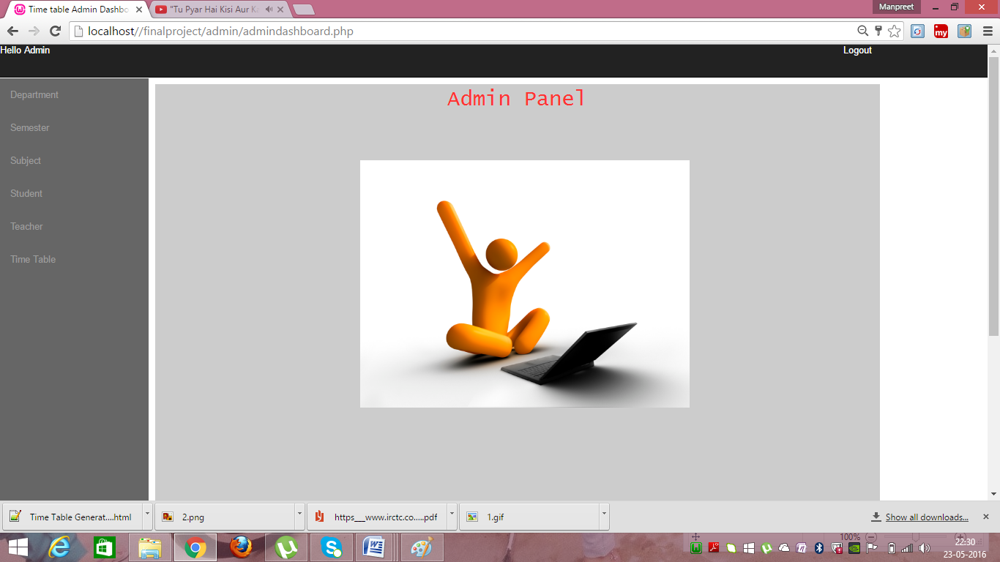 Time table Admin Dashbo
"Tu Pyar Hai Kisi Aur Ka
Manpreet
localhost//finalproject/admin/admindashboard.php
my
Hello Admin
Logout
Department
Semester
Subject
Student
Teacher
Time Table
Admin Panel
Time Table Generat....html
2.png
https___www.irctc.co.....pdf
1.gif
Show all downloads...
100%
22:30
23-05-2016